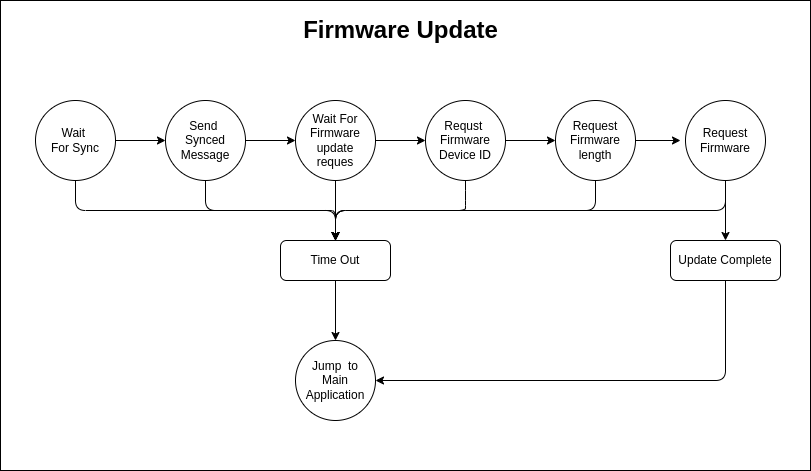 Firmware Update
Wait
For Sync
Send
Synced
Message
Wait For
Firmware
update
reques
Requst
Firmware
Device ID
Request
Firmware
length
Request
Firmware
Time Out
Update Complete
Jump to
Main
Application